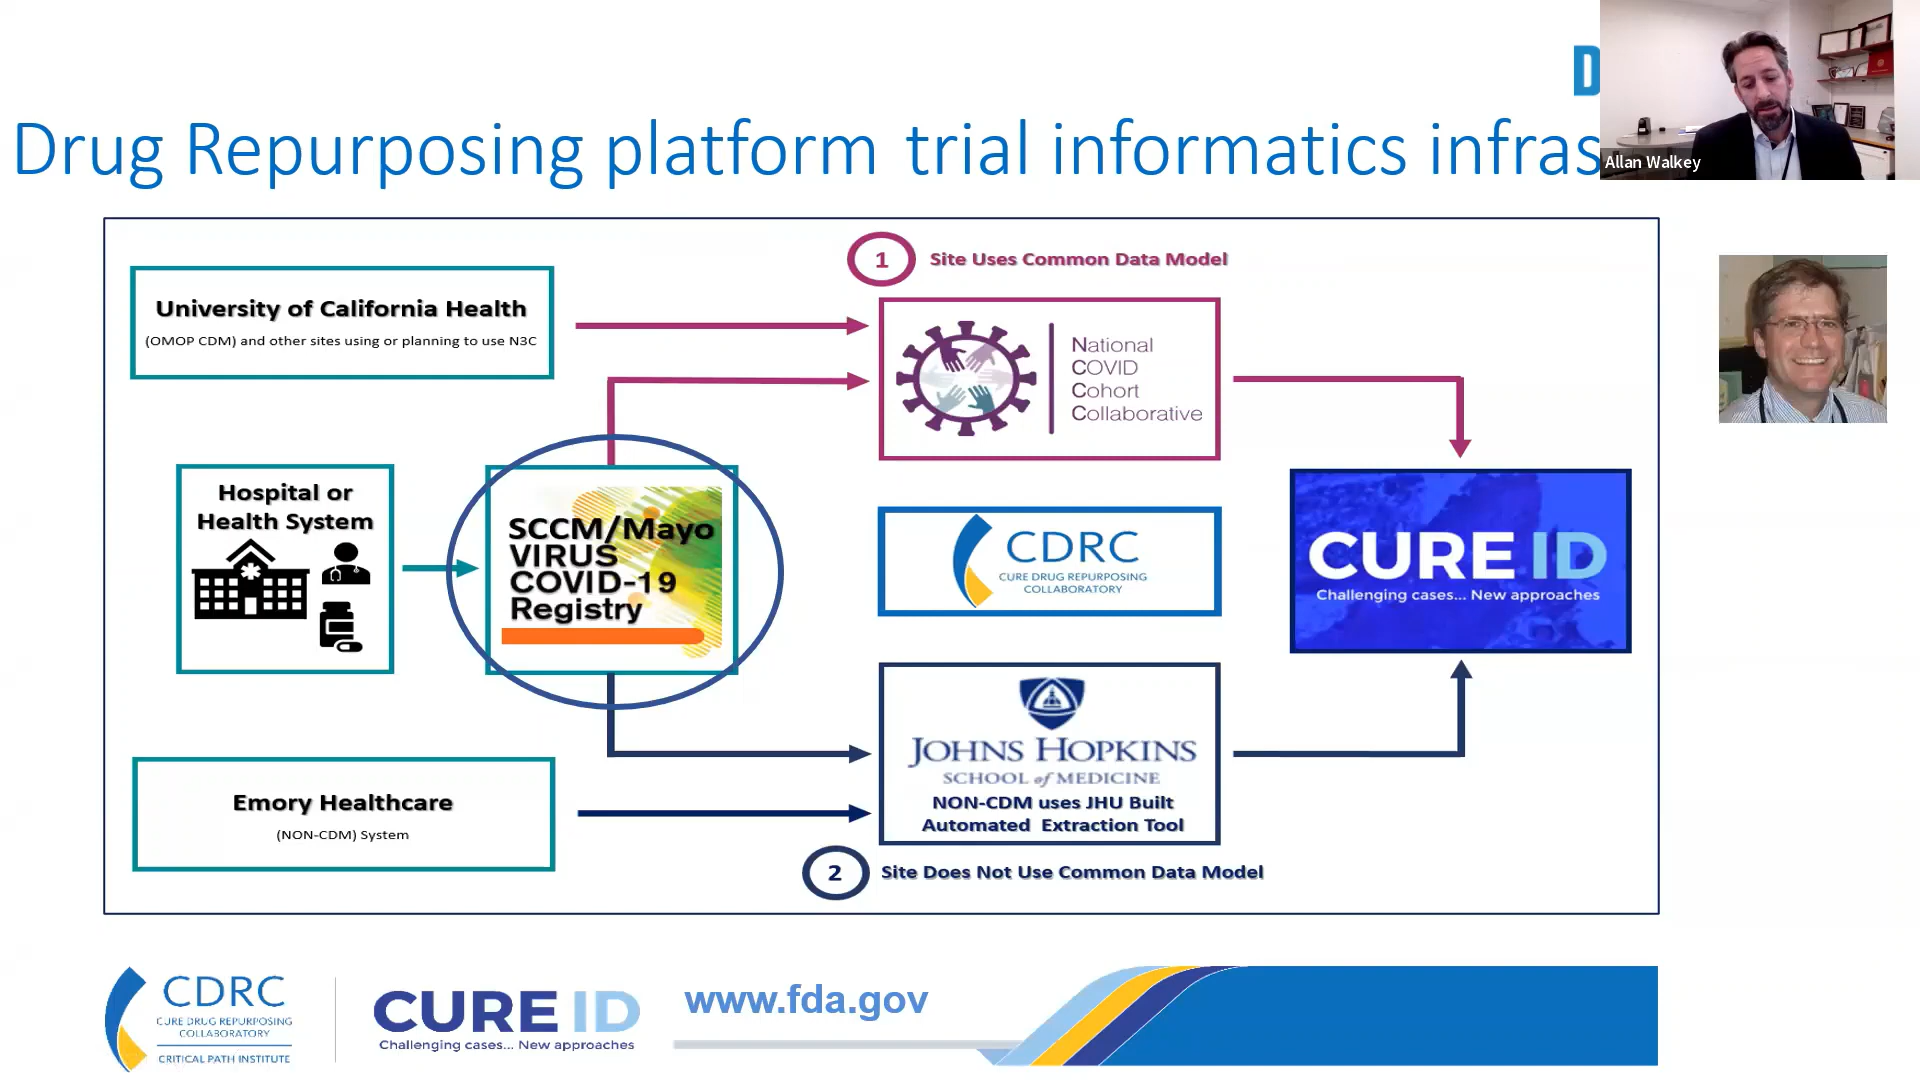 D
Drug Repurposing platform trial informatics infras
Allan Walkey
1
Site Uses Common Data Model
University of California Health
(OMOP CDM) and other sites using or planning to use N3C
National
COVID
Cohort
Collaborative
Hospital or
Health System
SCCM/Mayo
VIRUS
COVID-19
Registry
CDRC
CURE DRUG REPURPOSING
COLLABORATORY
CURE ID
Challenging cases... New approaches
JOHNS HOPKINS
SCHOOL of MEDICINE
NON-CDM uses JHU Built
Automated Extraction Tool
Emory Healthcare
(NON-CDM) System
2
Site Does Not Use Common Data Model
CDRC
CURE DRUG REPURPOSING
COLLABORATORY
CRITICAL PATH INSTITUTE
CURE ID
Challenging cases... New approaches
www.fda.gov